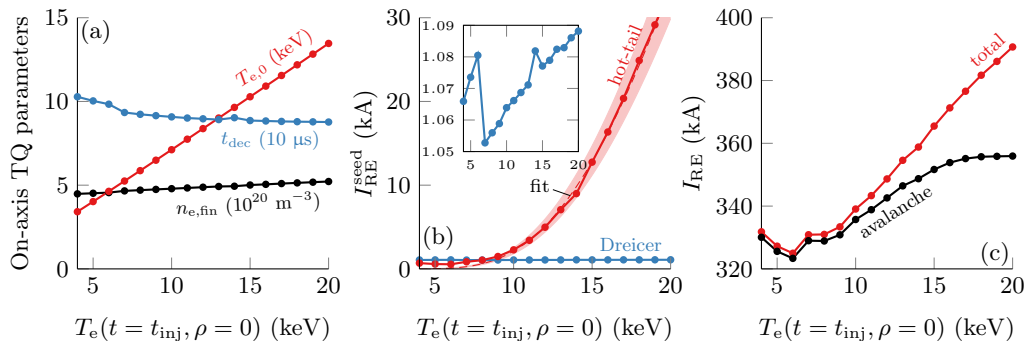 On-axis TQ parameters
15
10
5
0
5
10
15
20
(a)
T_e,0 (keV)
t_dec (10 μs)
n_e,fin (10^20 m^−3)
T_e(t = t_inj, ρ = 0) (keV)
I_RE^seed (kA)
30
20
10
0
5
10
15
20
1.09
1.08
1.07
1.06
1.05
5
10
15
20
hot-tail
fit
(b)
Dreicer
T_e(t = t_inj, ρ = 0) (keV)
I_RE (kA)
400
380
360
340
320
5
10
15
20
total
avalanche
(c)
T_e(t = t_inj, ρ = 0) (keV)